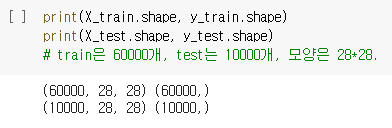 [ ] print(X_train.shape, y_train.shape)
print(X_test.shape, y_test.shape)
# train은 60000개, test는 10000개, 모양은 28*28.
(60000, 28, 28) (60000,)
(10000, 28, 28) (10000,)